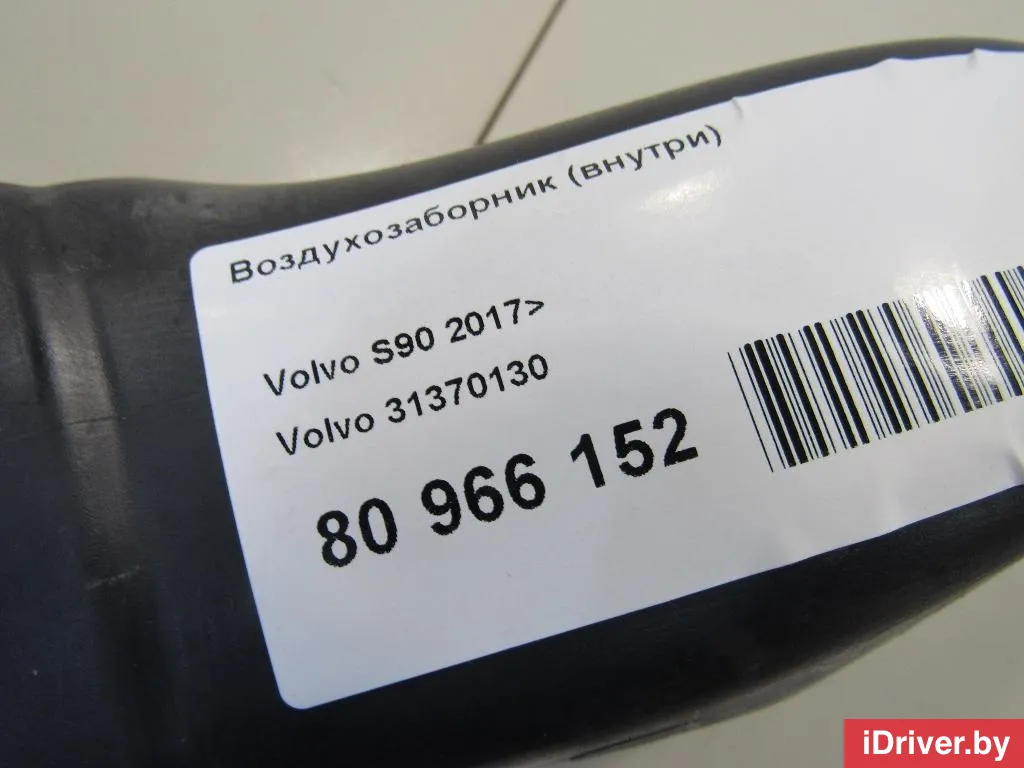 Воздухозаборник (внутри)
Volvo S90 2017>
Volvo 31370130
80 966 152
iDriver.by